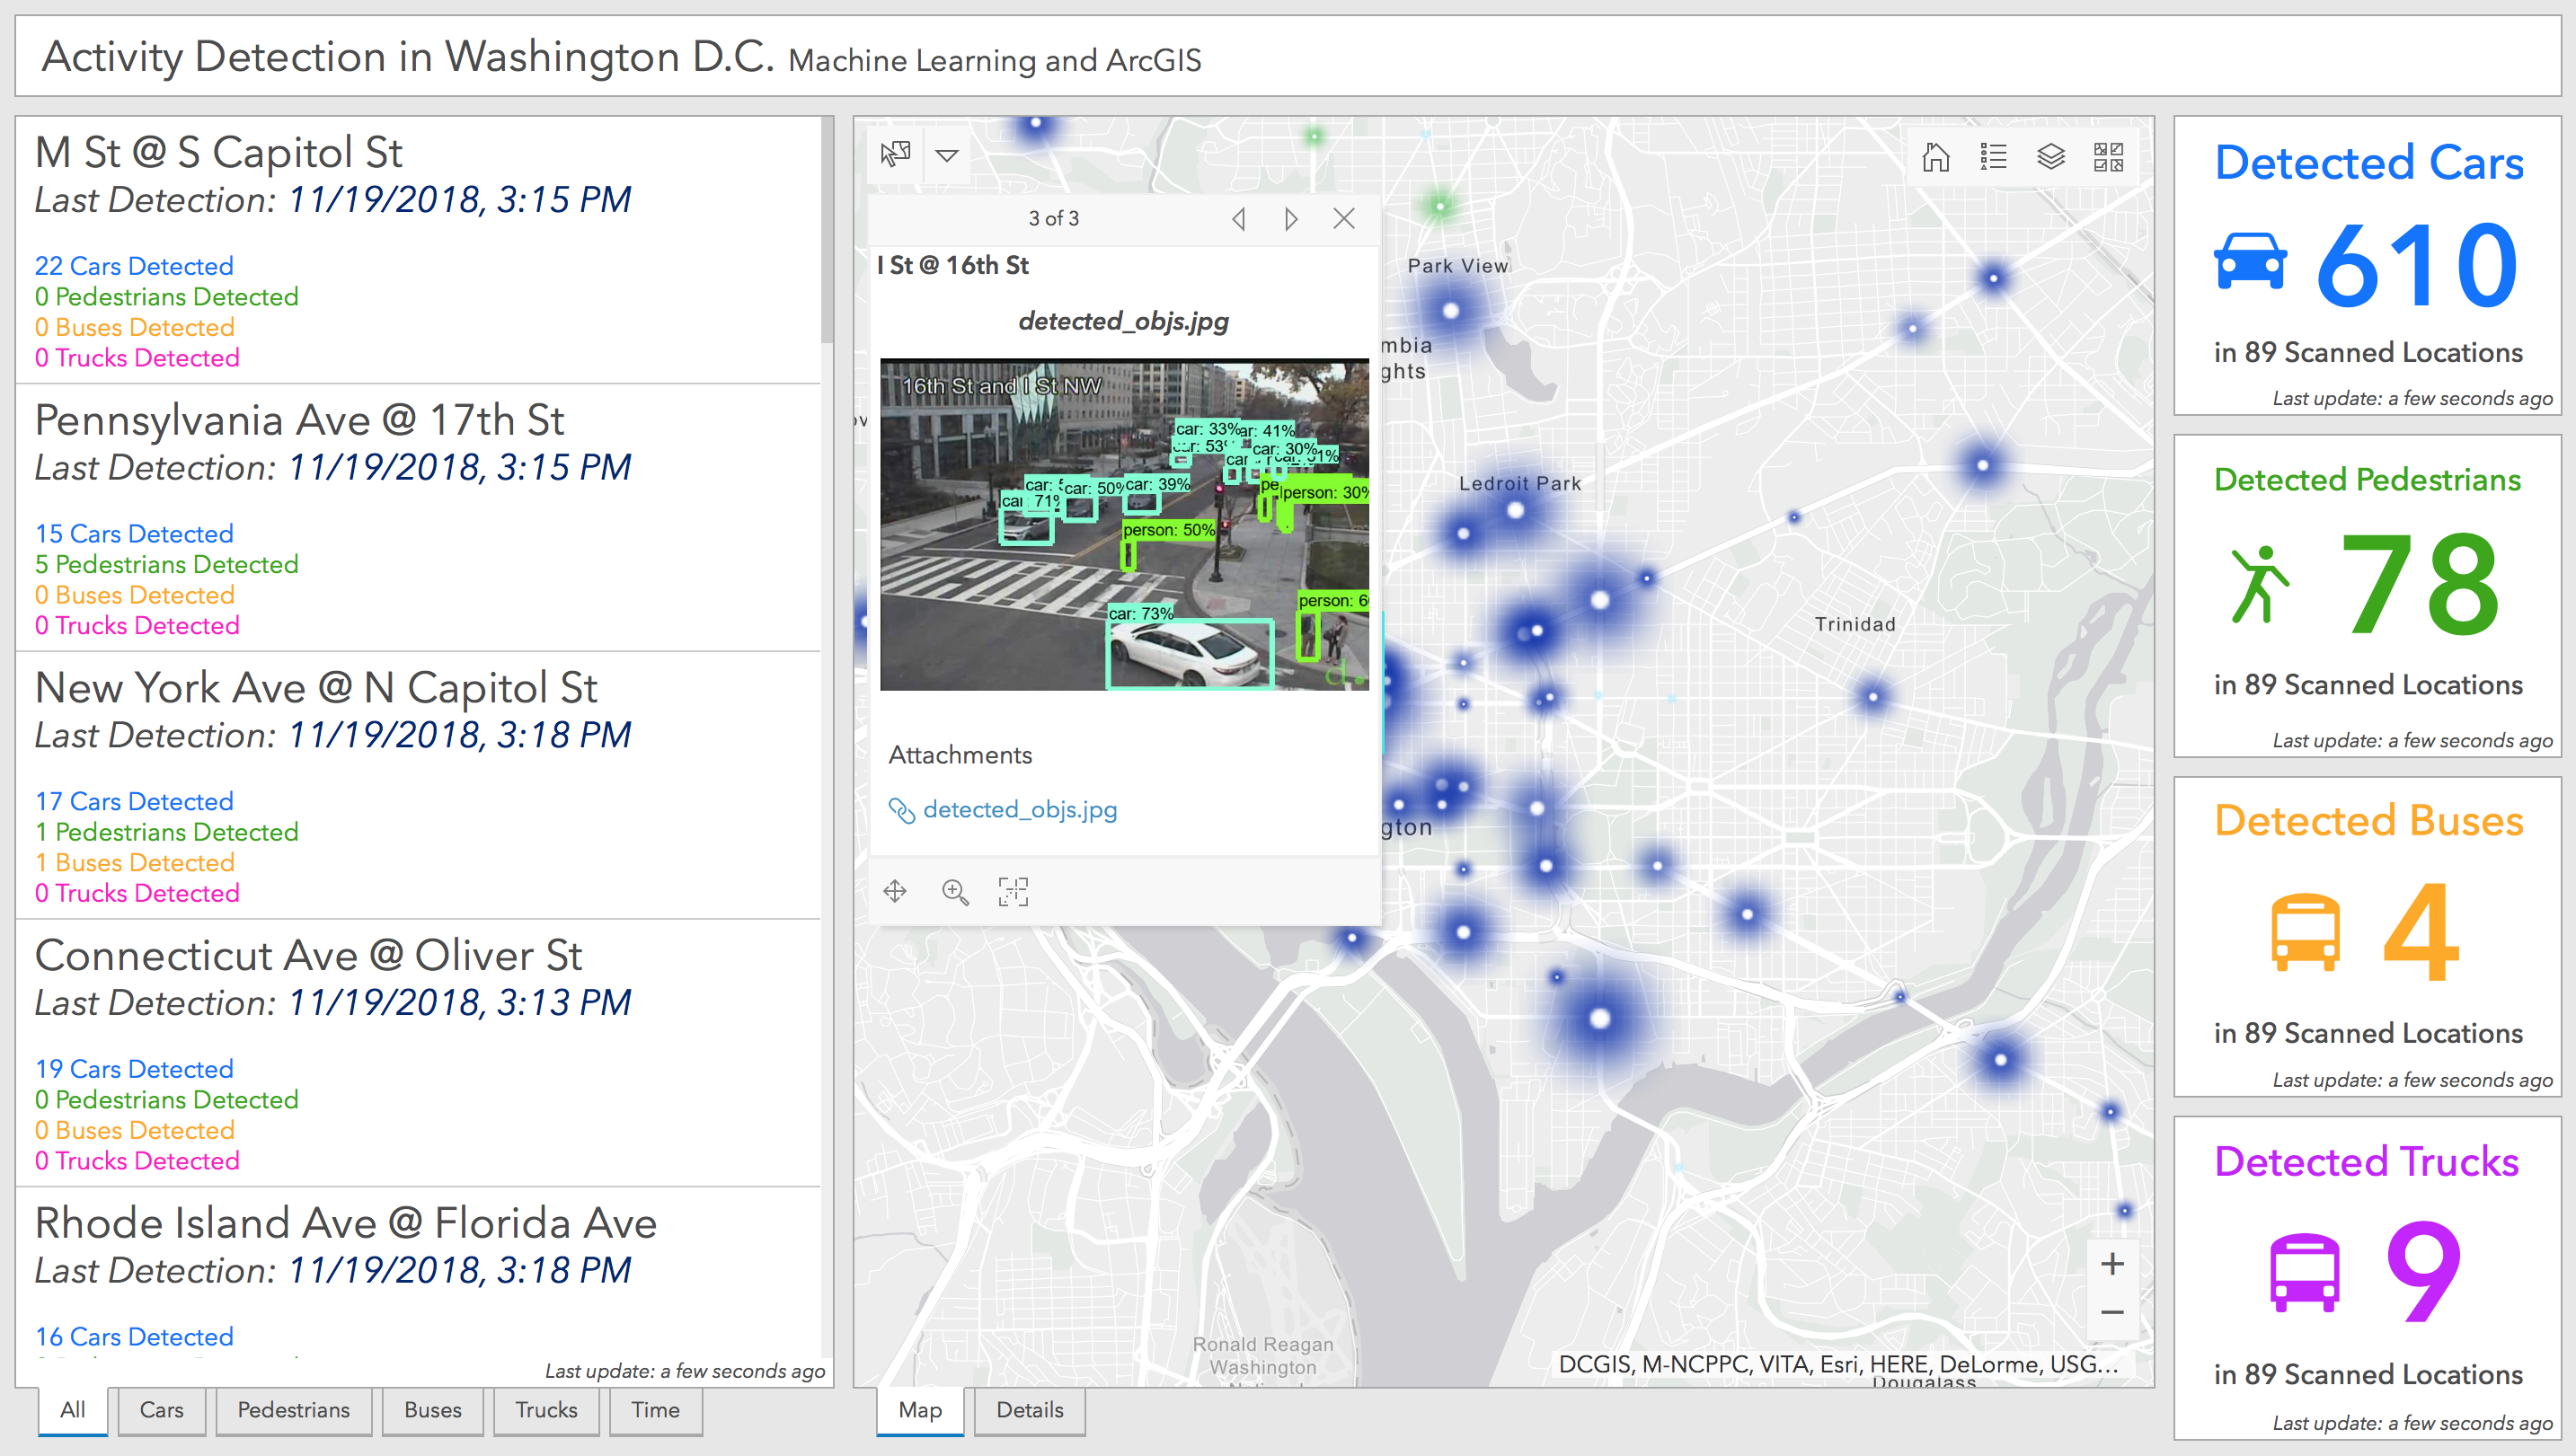 Activity Detection in Washington D.C. Machine Learning and ArcGIS
M St @ S Capitol St
Last Detection: 11/19/2018, 3:15 PM
22 Cars Detected
0 Pedestrians Detected
0 Buses Detected
0 Trucks Detected
Pennsylvania Ave @ 17th St
Last Detection: 11/19/2018, 3:15 PM
15 Cars Detected
5 Pedestrians Detected
0 Buses Detected
0 Trucks Detected
New York Ave @ N Capitol St
Last Detection: 11/19/2018, 3:18 PM
17 Cars Detected
1 Pedestrians Detected
1 Buses Detected
0 Trucks Detected
Connecticut Ave @ Oliver St
Last Detection: 11/19/2018, 3:13 PM
19 Cars Detected
0 Pedestrians Detected
0 Buses Detected
0 Trucks Detected
Rhode Island Ave @ Florida Ave
Last Detection: 11/19/2018, 3:18 PM
16 Cars Detected
Last update: a few seconds ago
All
Cars
Pedestrians
Buses
Trucks
Time
3 of 3
I St @ 16th St
detected_objs.jpg
16th St and I St NW
car: 33%
ar: 41%
car: 30%
car: 50%
car: 39%
person: 30%
person: 50%
car: 73%
person: 6
d.
Attachments
detected_objs.jpg
Park View
mbia
ghts
Ledroit Park
Trinidad
gton
Ronald Reagan
Washington
DCGIS, M-NCPPC, VITA, Esri, HERE, DeLorme, USG...
Douglass
+
−
Map
Details
Detected Cars
610
in 89 Scanned Locations
Last update: a few seconds ago
Detected Pedestrians
78
in 89 Scanned Locations
Last update: a few seconds ago
Detected Buses
4
in 89 Scanned Locations
Last update: a few seconds ago
Detected Trucks
9
in 89 Scanned Locations
Last update: a few seconds ago